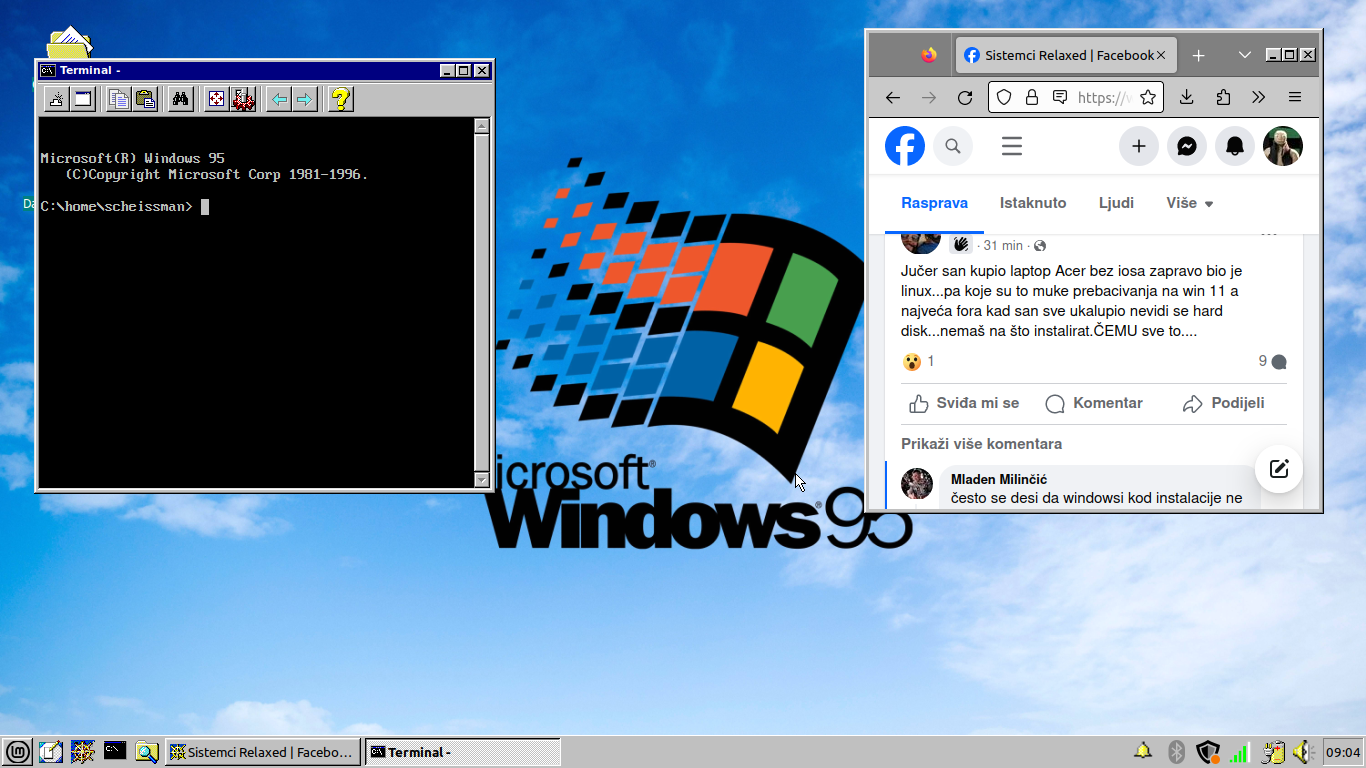 Terminal -
Microsoft(R) Windows 95
(C)Copyright Microsoft Corp 1981-1996.
C:\home\scheissman>
Da
icrosoft®
Windows® 95
Sistemci Relaxed | Facebook
https://
Rasprava
Istaknuto
Ljudi
Više
· 31 min ·
Jučer san kupio laptop Acer bez iosa zapravo bio je
linux...pa koje su to muke prebacivanja na win 11 a
najveća fora kad san sve ukalupio nevidi se hard
disk...nemaš na što instalirat.ČEMU sve to....
1
9
Sviđa mi se
Komentar
Podijeli
Prikaži više komentara
Mladen Milinčić
često se desi da windowsi kod instalacije ne
Sistemci Relaxed | Facebo...
Terminal -
09:04